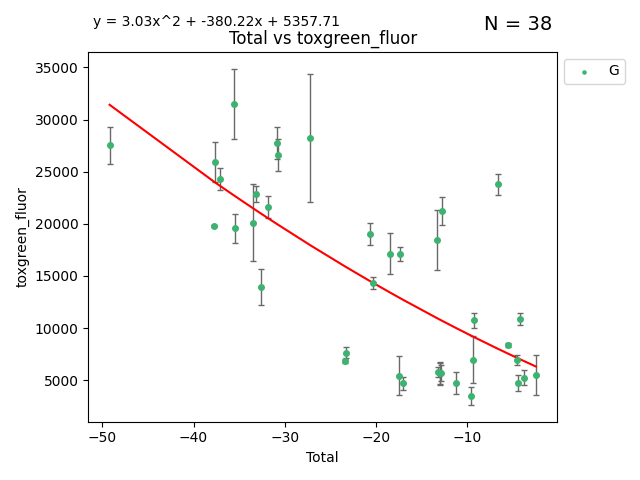 y = 3.03x^2 + -380.22x + 5357.71
N = 38
Total vs toxgreen_fluor
G
35000
30000
25000
20000
15000
10000
5000
toxgreen_fluor
−50
−40
−30
−20
−10
Total